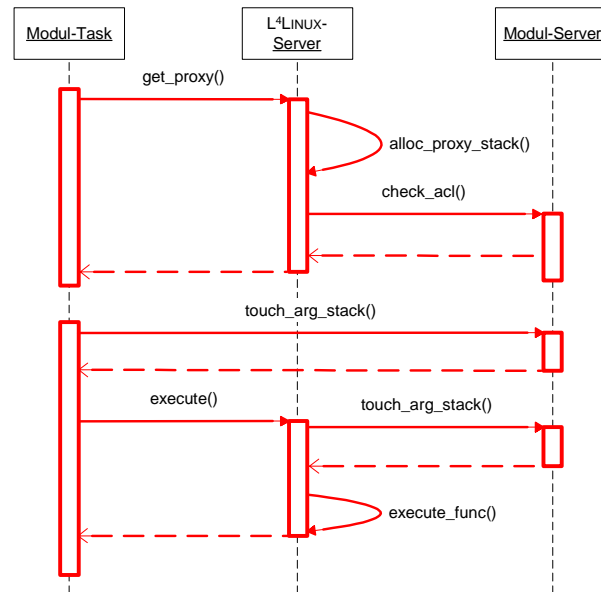 Modul-Task
L⁴LINUX-
Server
Modul-Server
get_proxy()
alloc_proxy_stack()
check_acl()
touch_arg_stack()
execute()
touch_arg_stack()
execute_func()